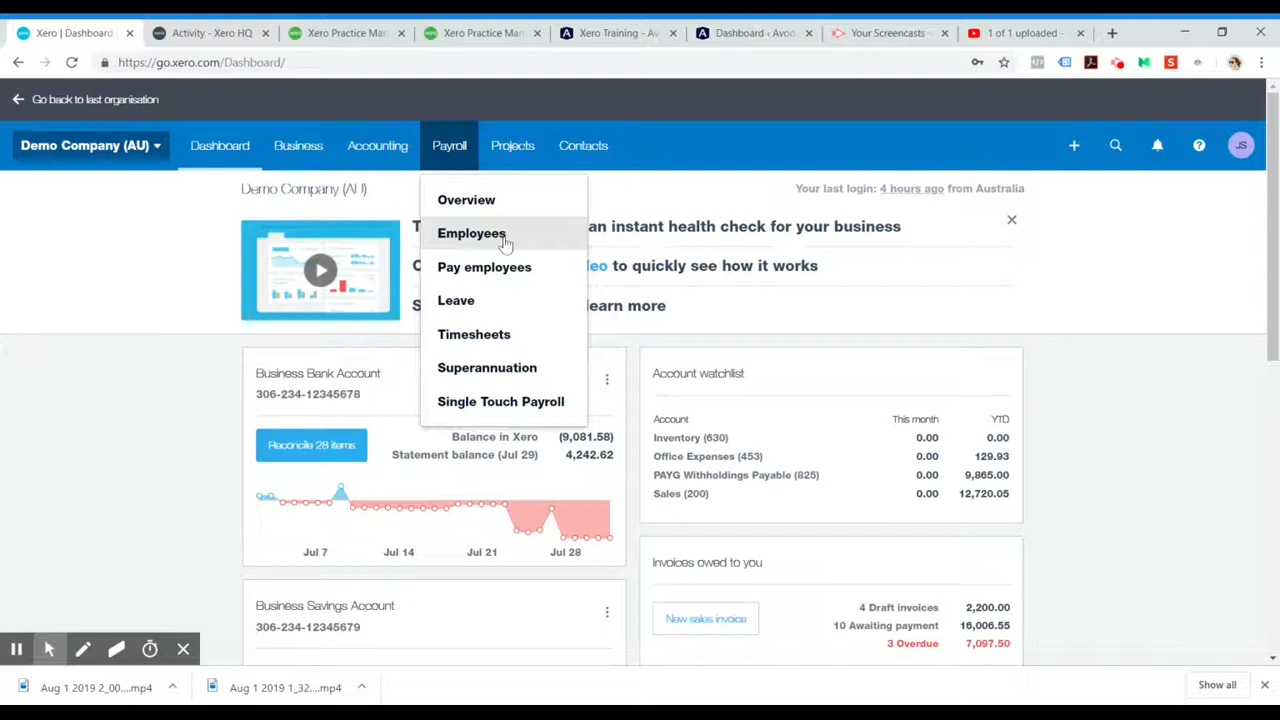 Xero | Dashboard
Activity - Xero HQ
Xero Practice Man
Xero Practice Man
Xero Training - Av
Dashboard ‹ Avoo
Your Screencasts -
1 of 1 uploaded -
https://go.xero.com/Dashboard/
Go back to last organisation
Demo Company (AU)
Dashboard
Business
Accounting
Payroll
Projects
Contacts
JS
Demo Company (AU)
Your last login: 4 hours ago from Australia
Overview
Employees
Pay employees
Leave
Timesheets
Superannuation
Single Touch Payroll
an instant health check for your business
to quickly see how it works
learn more
Business Bank Account
306-234-12345678
Reconcile 28 items
Balance in Xero (9,081.58)
Statement balance (Jul 29) 4,242.62
Jul 7 Jul 14 Jul 21 Jul 28
Account watchlist
Account This month YTD
Inventory (630) 0.00 0.00
Office Expenses (453) 0.00 129.93
PAYG Withholdings Payable (825) 0.00 9,865.00
Sales (200) 0.00 12,720.05
Business Savings Account
306-234-12345679
Invoices owed to you
New sales invoice
4 Draft invoices 2,200.00
10 Awaiting payment 16,006.55
3 Overdue 7,097.50
Aug 1 2019 2_00....mp4
Aug 1 2019 1_32....mp4
Show all